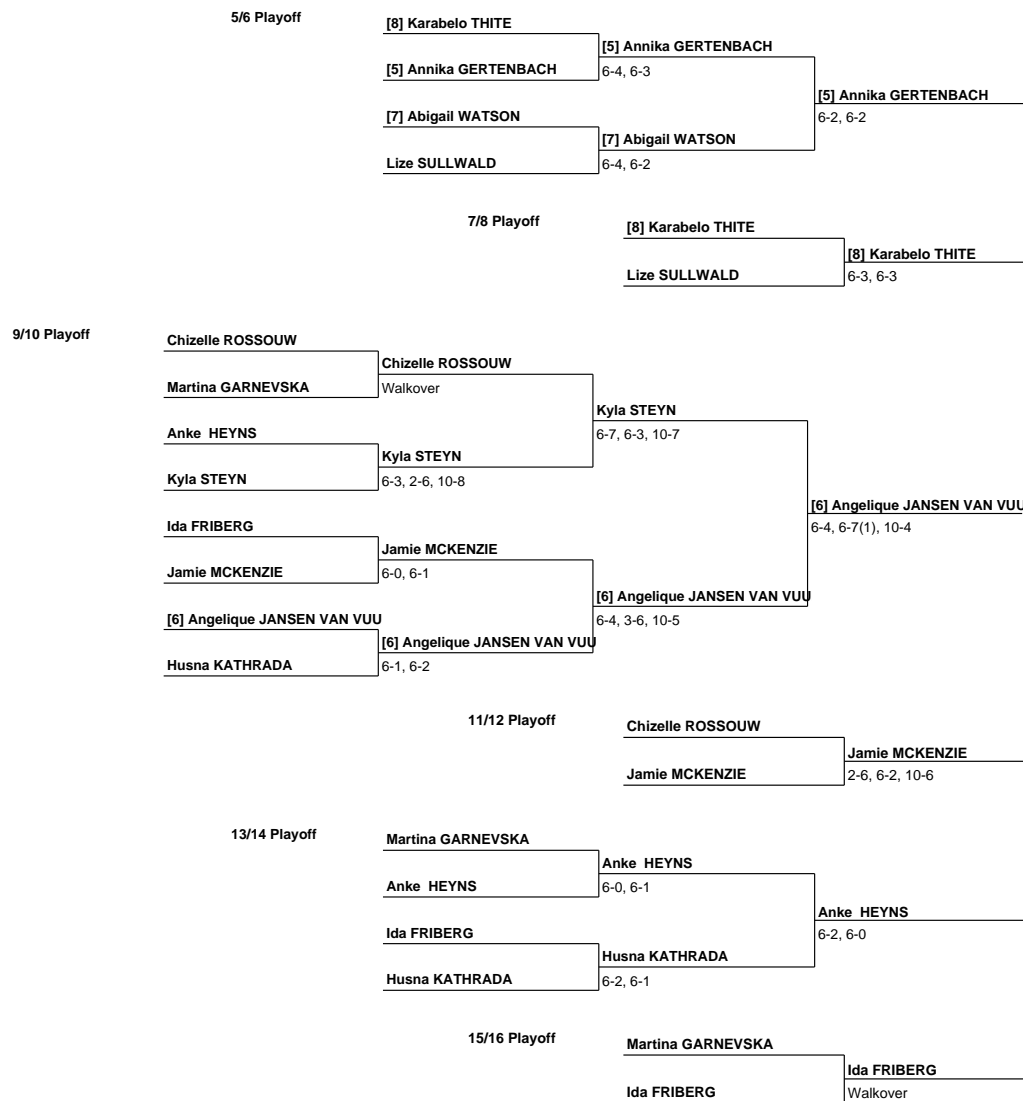 5/6 Playoff
[8] Karabelo THITE
[5] Annika GERTENBACH
[5] Annika GERTENBACH
6-4, 6-3
[5] Annika GERTENBACH
6-2, 6-2
[7] Abigail WATSON
[7] Abigail WATSON
Lize SULLWALD
6-4, 6-2
7/8 Playoff
[8] Karabelo THITE
[8] Karabelo THITE
Lize SULLWALD
6-3, 6-3
9/10 Playoff
Chizelle ROSSOUW
Chizelle ROSSOUW
Martina GARNEVSKA
Walkover
Kyla STEYN
6-7, 6-3, 10-7
Anke  HEYNS
Kyla STEYN
Kyla STEYN
6-3, 2-6, 10-8
[6] Angelique JANSEN VAN VUU
6-4, 6-7(1), 10-4
Ida FRIBERG
Jamie MCKENZIE
Jamie MCKENZIE
6-0, 6-1
[6] Angelique JANSEN VAN VUU
6-4, 3-6, 10-5
[6] Angelique JANSEN VAN VUU
[6] Angelique JANSEN VAN VUU
Husna KATHRADA
6-1, 6-2
11/12 Playoff
Chizelle ROSSOUW
Jamie MCKENZIE
Jamie MCKENZIE
2-6, 6-2, 10-6
13/14 Playoff
Martina GARNEVSKA
Anke  HEYNS
Anke  HEYNS
6-0, 6-1
Anke  HEYNS
6-2, 6-0
Ida FRIBERG
Husna KATHRADA
Husna KATHRADA
6-2, 6-1
15/16 Playoff
Martina GARNEVSKA
Ida FRIBERG
Ida FRIBERG
Walkover